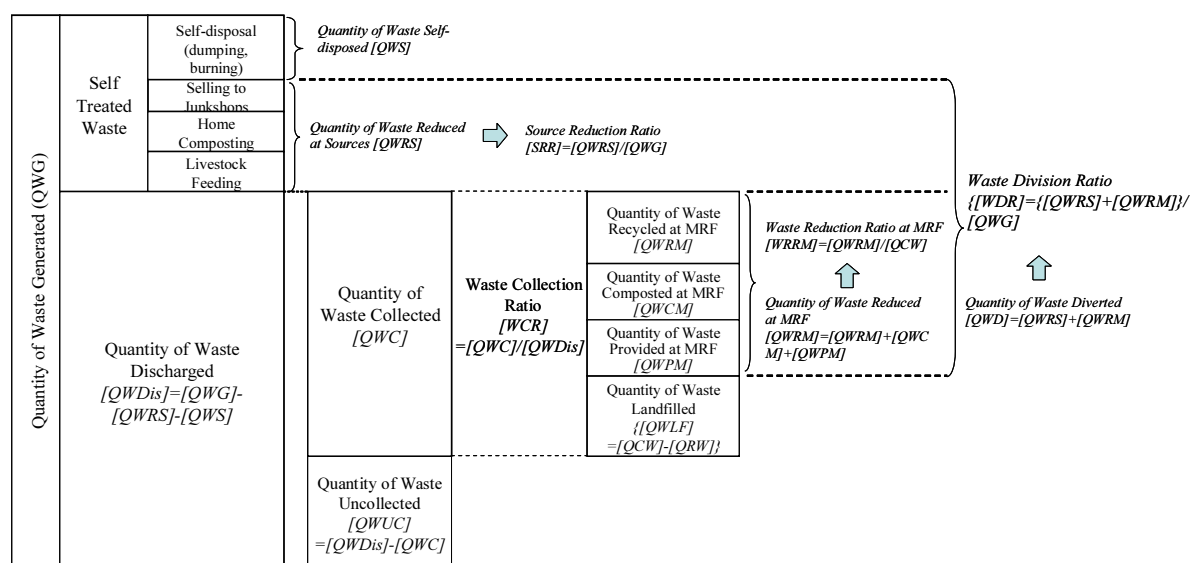 Quantity of Waste Generated (QWG)
Self
Treated
Waste
Self-disposal
(dumping,
burning)
Selling to
Junkshops
Home
Composting
Livestock
Feeding
Quantity of Waste Self-
disposed [QWS]
Quantity of Waste Reduced
at Sources [QWRS]
Source Reduction Ratio
[SRR]=[QWRS]/[QWG]
Quantity of Waste
Discharged
[QWDis]=[QWG]-
[QWRS]-[QWS]
Quantity of
Waste Collected
[QWC]
Quantity of Waste
Uncollected
[QWUC]
=[QWDis]-[QWC]
Waste Collection
Ratio
[WCR]
=[QWC]/[QWDis]
Quantity of Waste
Recycled at MRF
[QWRM]
Quantity of Waste
Composted at MRF
[QWCM]
Quantity of Waste
Provided at MRF
[QWPM]
Quantity of Waste
Landfilled
{[QWLF]
=[QCW]-[QRW]}
Waste Reduction Ratio at MRF
[WRRM]=[QWRM]/[QCW]
Quantity of Waste Reduced
at MRF
[QWRM]=[QWRM]+[QWC
M]+[QWPM]
Waste Division Ratio
{[WDR]={[QWRS]+[QWRM]}/
[QWG]
Quantity of Waste Diverted
[QWD]=[QWRS]+[QWRM]